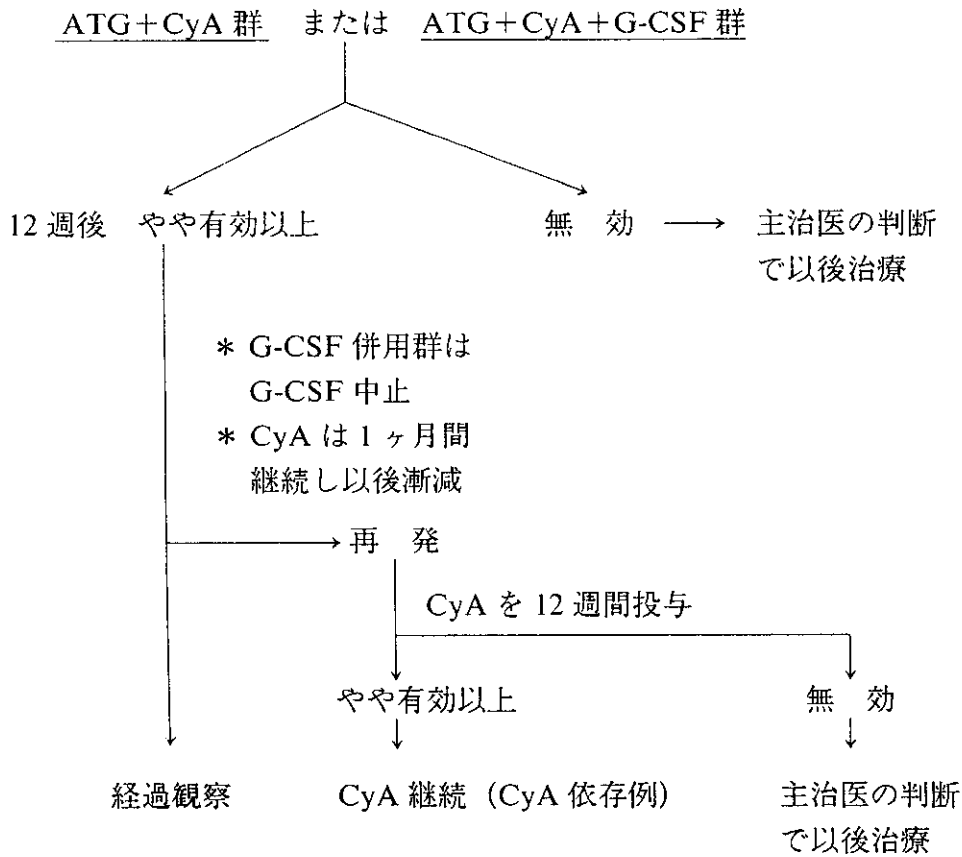 ATG＋CyA 群 または ATG＋CyA＋G-CSF 群
12 週後 やや有効以上 無 効 主治医の判断
で以後治療
＊ G-CSF 併用群は
G-CSF 中止
＊ CyA は 1 ヶ月間
継続し以後漸減
再 発
CyA を 12 週間投与
やや有効以上 無 効
経過観察 CyA 継続（CyA 依存例） 主治医の判断
で以後治療